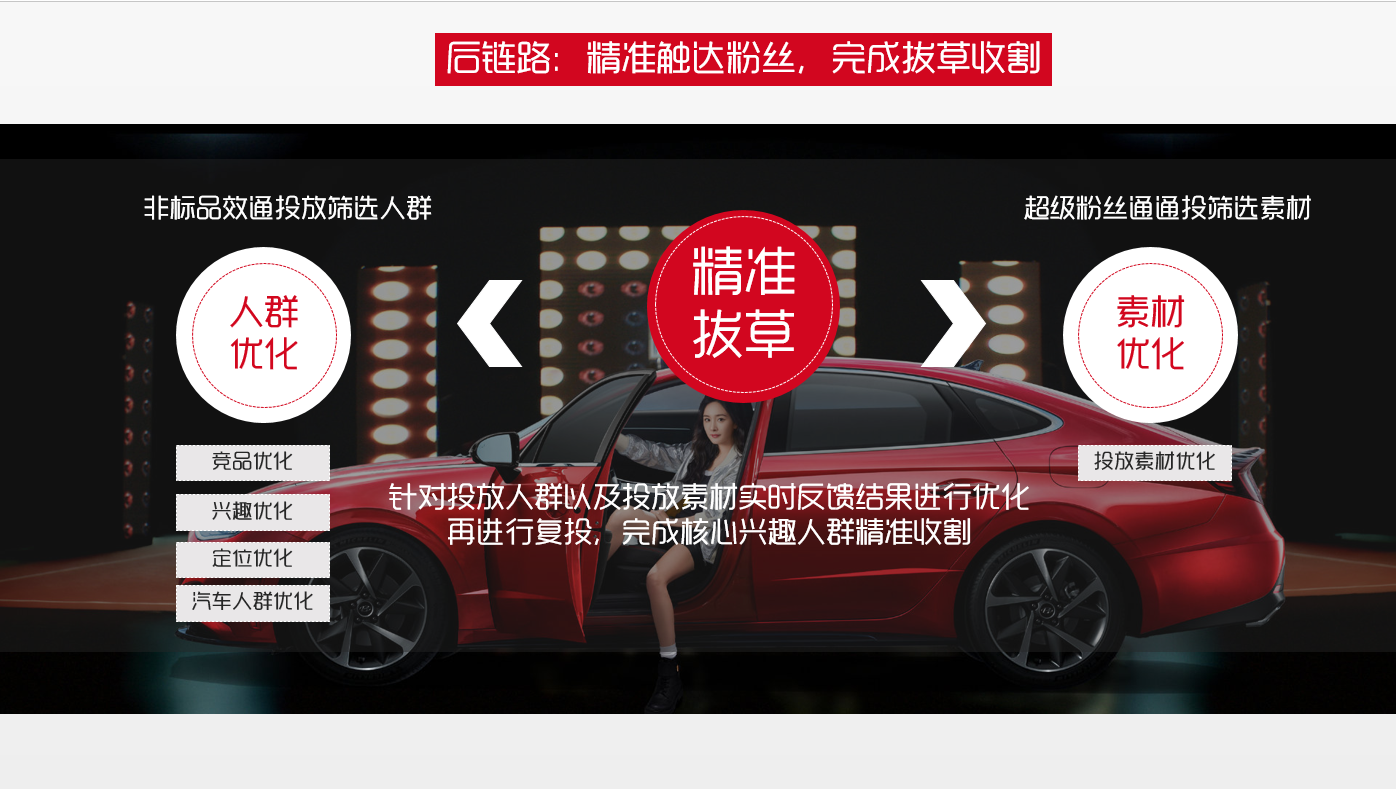 后链路：精准触达粉丝，完成拔草收割
非标品效通投放筛选人群
超级粉丝通通投筛选素材
人群
优化
精准
拔草
素材
优化
竞品优化
兴趣优化
定位优化
汽车人群优化
投放素材优化
针对投放人群以及投放素材实时反馈结果进行优化
再进行复投，完成核心兴趣人群精准收割